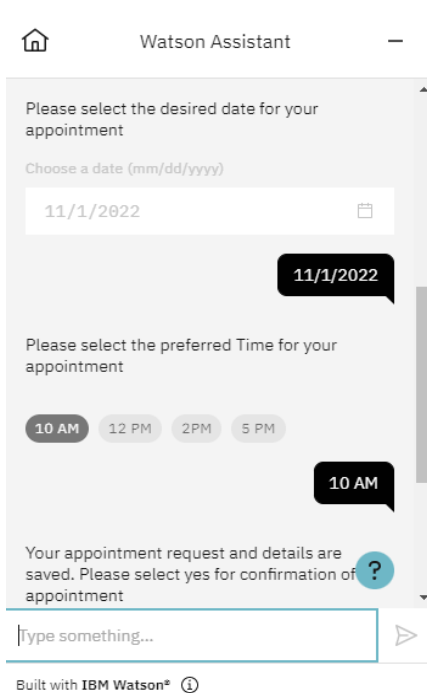 Watson Assistant
Please select the desired date for your
appointment
Choose a date (mm/dd/yyyy)
11/1/2022
11/1/2022
Please select the preferred Time for your
appointment
10 AM 12 PM 2PM 5 PM
10 AM
Your appointment request and details are
saved. Please select yes for confirmation of
?
appointment
Type something...
Built with IBM Watson®